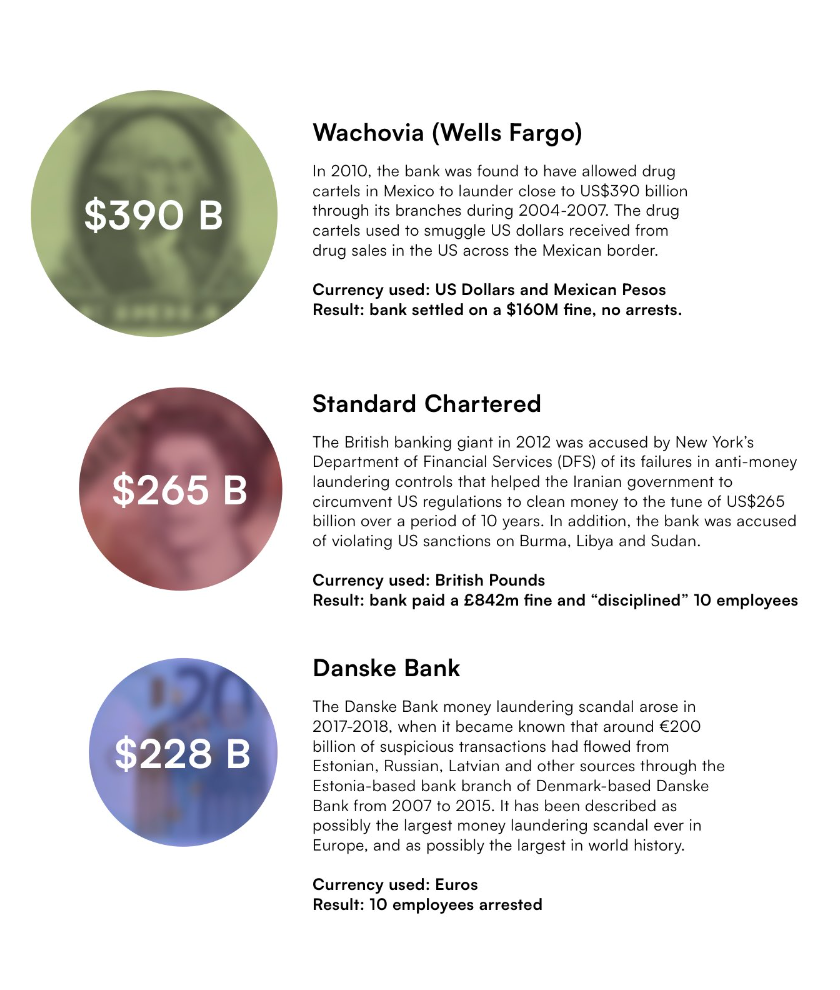 $390 B
Wachovia (Wells Fargo)
In 2010, the bank was found to have allowed drug
cartels in Mexico to launder close to US$390 billion
through its branches during 2004-2007. The drug
cartels used to smuggle US dollars received from
drug sales in the US across the Mexican border.
Currency used: US Dollars and Mexican Pesos
Result: bank settled on a $160M fine, no arrests.
$265 B
Standard Chartered
The British banking giant in 2012 was accused by New York’s
Department of Financial Services (DFS) of its failures in anti-money
laundering controls that helped the Iranian government to
circumvent US regulations to clean money to the tune of US$265
billion over a period of 10 years. In addition, the bank was accused
of violating US sanctions on Burma, Libya and Sudan.
Currency used: British Pounds
Result: bank paid a £842m fine and “disciplined” 10 employees
$228 B
Danske Bank
The Danske Bank money laundering scandal arose in
2017-2018, when it became known that around €200
billion of suspicious transactions had flowed from
Estonian, Russian, Latvian and other sources through the
Estonia-based bank branch of Denmark-based Danske
Bank from 2007 to 2015. It has been described as
possibly the largest money laundering scandal ever in
Europe, and as possibly the largest in world history.
Currency used: Euros
Result: 10 employees arrested
20